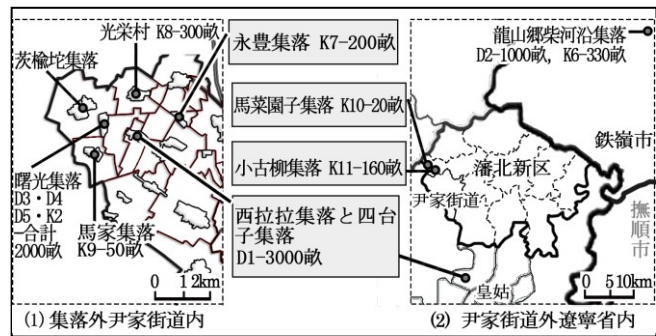 光栄村 K8-300畝
茨楡坨集落
曙光集落
D3・D4
D5・K2
-合計
2000畝
馬家集落
K9-50畝
0 1 2km
(1) 集落外尹家街道内
永豊集落 K7-200畝
馬菜園子集落 K10-20畝
小古柳集落 K11-160畝
西拉拉集落と四台
子集落
D1-3000畝
龍山郷柴河沿集落
D2-1000畝, K6-330畝
鉄嶺市
瀋北新区
尹家街道
撫順市
皇姑
0 5 10km
(2) 尹家街道外遼寧省内